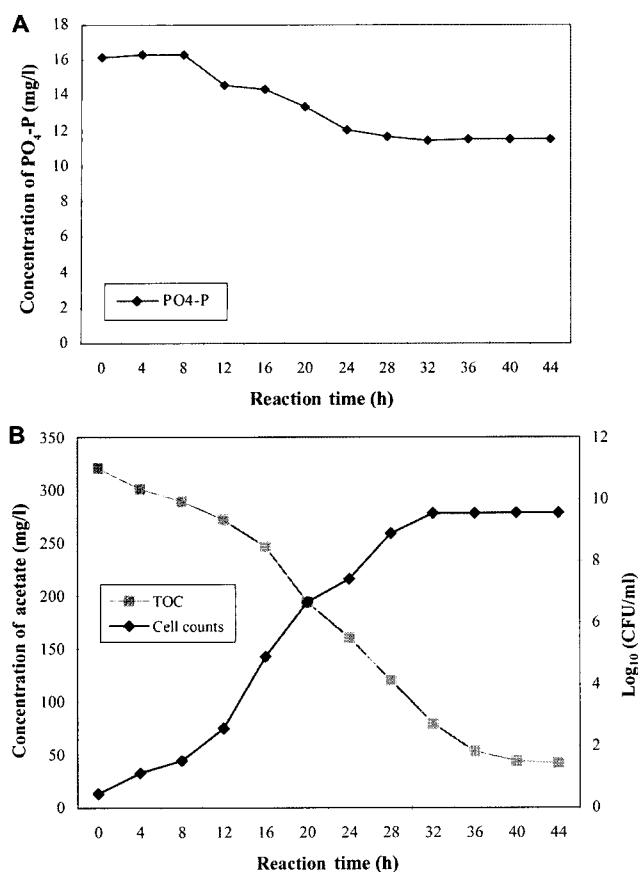 A
Concentration of PO4-P (mg/l)
18
16
14
12
10
8
6
4
2
0
PO4-P
0 4 8 12 16 20 24 28 32 36 40 44
Reaction time (h)
B
Concentration of acetate (mg/l)
350
300
250
200
150
100
50
0
TOC
Cell counts
12
10
8
6
4
2
0
Log10 (CFU/ml)
0 4 8 12 16 20 24 28 32 36 40 44
Reaction time (h)